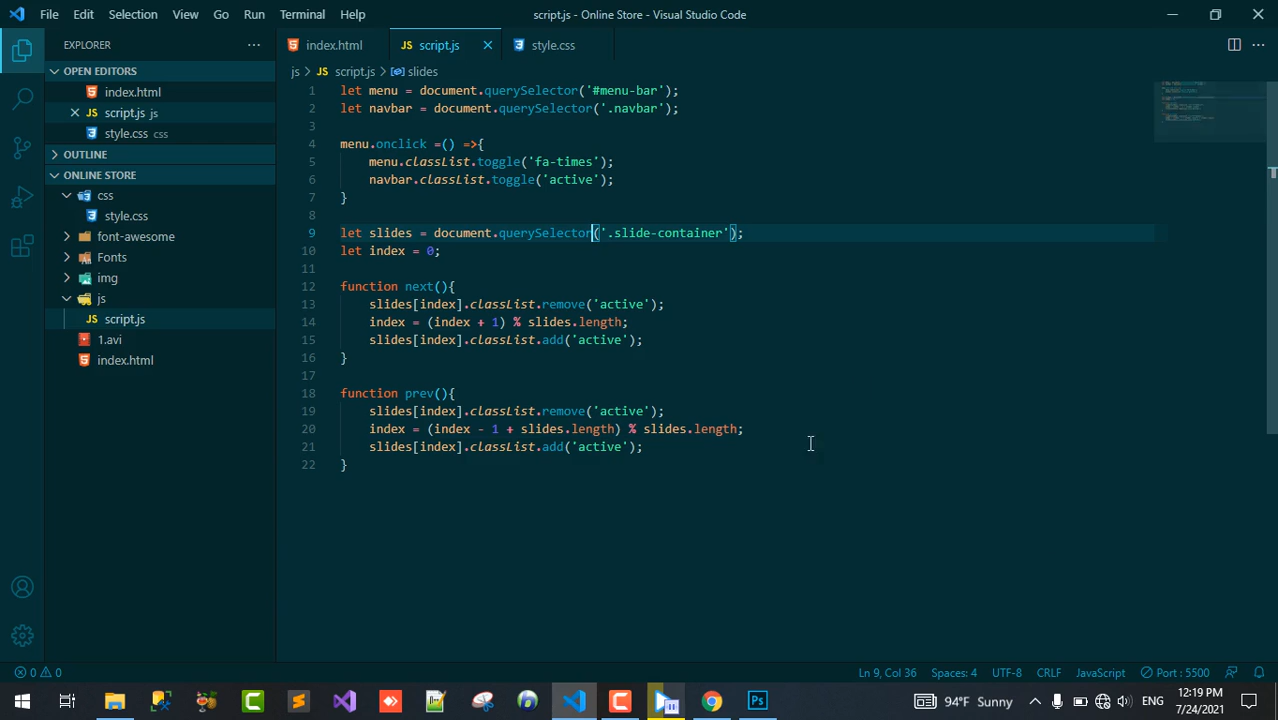 File Edit Selection View Go Run Terminal Help script.js - Online Store - Visual Studio Code
EXPLORER
OPEN EDITORS
index.html
script.js js
style.css css
OUTLINE
ONLINE STORE
css
style.css
font-awesome
Fonts
img
js
JS script.js
1.avi
index.html
index.html JS script.js style.css
js > JS script.js > slides
1 let menu = document.querySelector('#menu-bar');
2 let navbar = document.querySelector('.navbar');
3
4 menu.onclick =() =>{
5 menu.classList.toggle('fa-times');
6 navbar.classList.toggle('active');
7 }
8
9 let slides = document.querySelector('.slide-container');
10 let index = 0;
11
12 function next(){
13 slides[index].classList.remove('active');
14 index = (index + 1) % slides.length;
15 slides[index].classList.add('active');
16 }
17
18 function prev(){
19 slides[index].classList.remove('active');
20 index = (index - 1 + slides.length) % slides.length;
21 slides[index].classList.add('active');
22 }
0 0 Ln 9, Col 36 Spaces: 4 UTF-8 CRLF JavaScript Port : 5500
94°F Sunny ENG 12:19 PM
7/24/2021